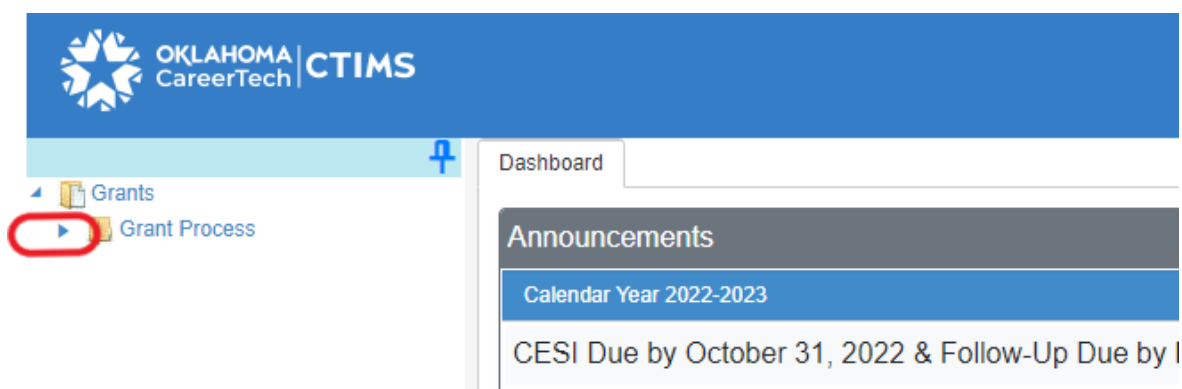 OKLAHOMA
CareerTech
CTIMS
Dashboard
Grants
Grant Process
Announcements
Calendar Year 2022-2023
CESI Due by October 31, 2022 & Follow-Up Due by